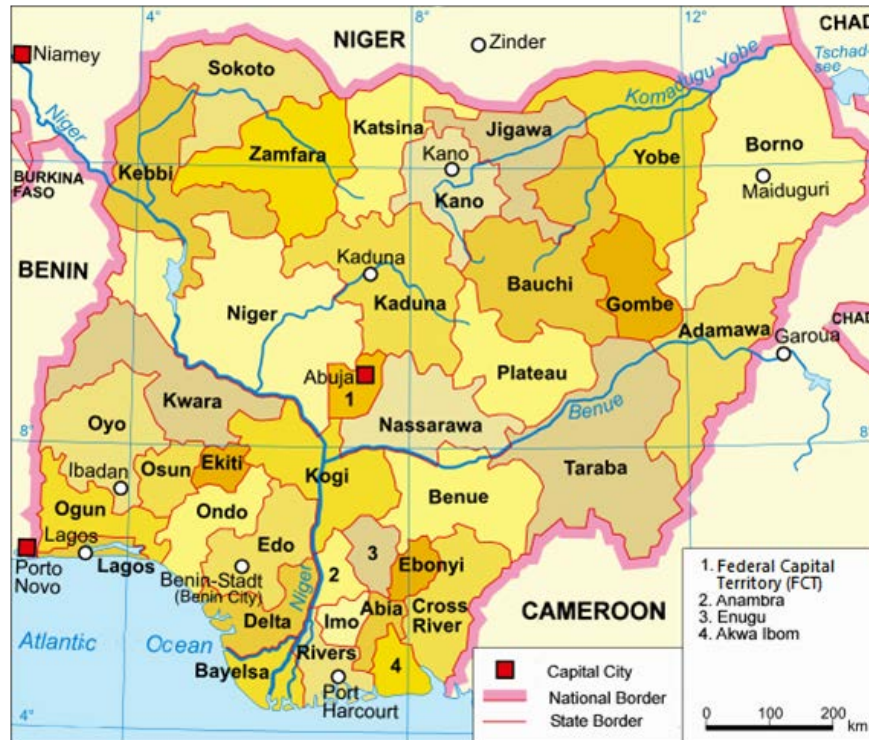 4°
8°
12°
CHAD
NIGER
Zinder
Niamey
Tschad-
see
Sokoto
Komadugu Yobe
Niger
Katsina
Jigawa
Zamfara
Kano
Yobe
Borno
Kebbi
Kano
Maiduguri
BURKINA
FASO
BENIN
Kaduna
Bauchi
Niger
Kaduna
Gombe
Adamawa
CHAD
Garoua
Abuja
1
Plateau
Kwara
Nassarawa
Benue
Oyo
8°
8°
Ibadan
Osun
Ekiti
Kogi
Taraba
Benue
Ogun
Ondo
Lagos
Edo
3
Ebonyi
Porto
Novo
Lagos
2
Benin-Stadt
(Benin City)
Niger
Abia
Cross
River
Delta
Imo
CAMEROON
Atlantic Ocean
Bayelsa
Rivers
4
Port
Harcourt
4°
1. Federal Capital
Territory (FCT)
2. Anambra
3. Enugu
4. Akwa Ibom
Capital City
National Border
State Border
0 100 200
km